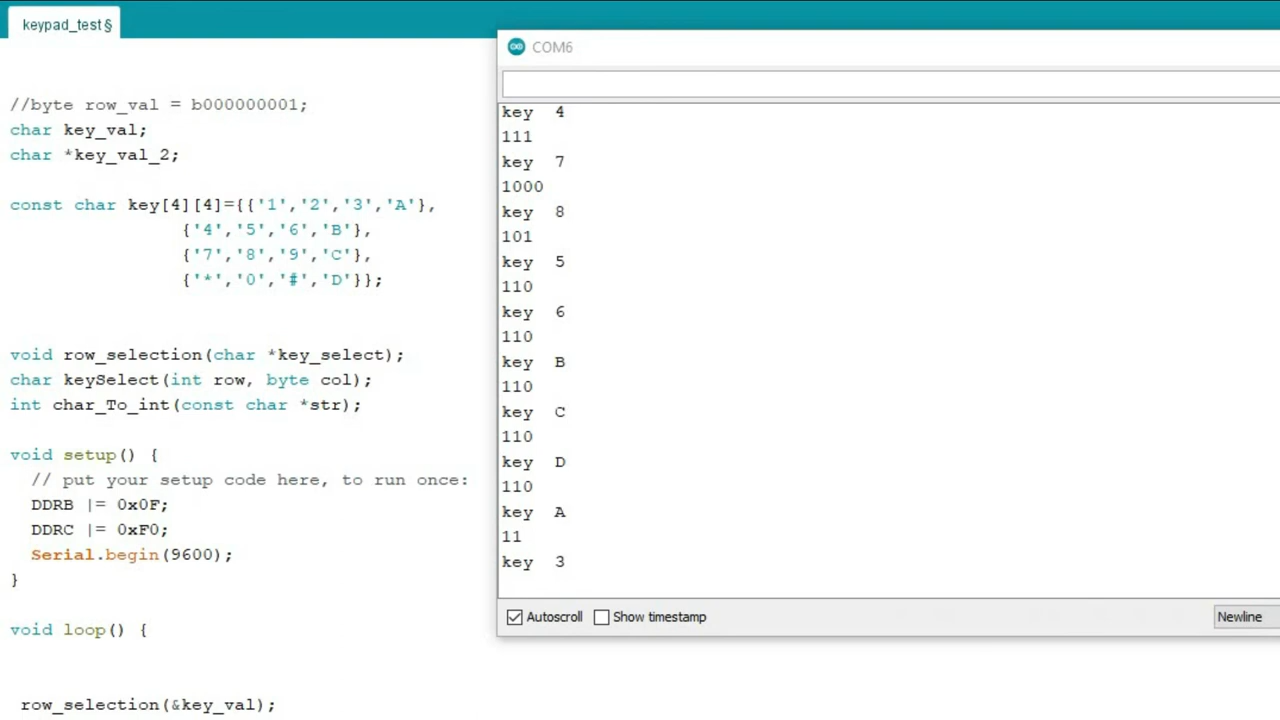 keypad_test§
//byte row_val = b000000001;
char key_val;
char *key_val_2;
const char key[4][4]={{'1','2','3','A'},
{'4','5','6','B'},
{'7','8','9','C'},
{'*','0','#','D'}};
void row_selection(char *key_select);
char keySelect(int row, byte col);
int char_To_int(const char *str);
void setup() {
// put your setup code here, to run once:
DDRB |= 0x0F;
DDRC |= 0xF0;
Serial.begin(9600);
}
void loop() {
row_selection(&key_val);
COM6
key 4
111
key 7
1000
key 8
101
key 5
110
key 6
110
key B
110
key C
110
key D
110
key A
11
key 3
Autoscroll Show timestamp
Newline